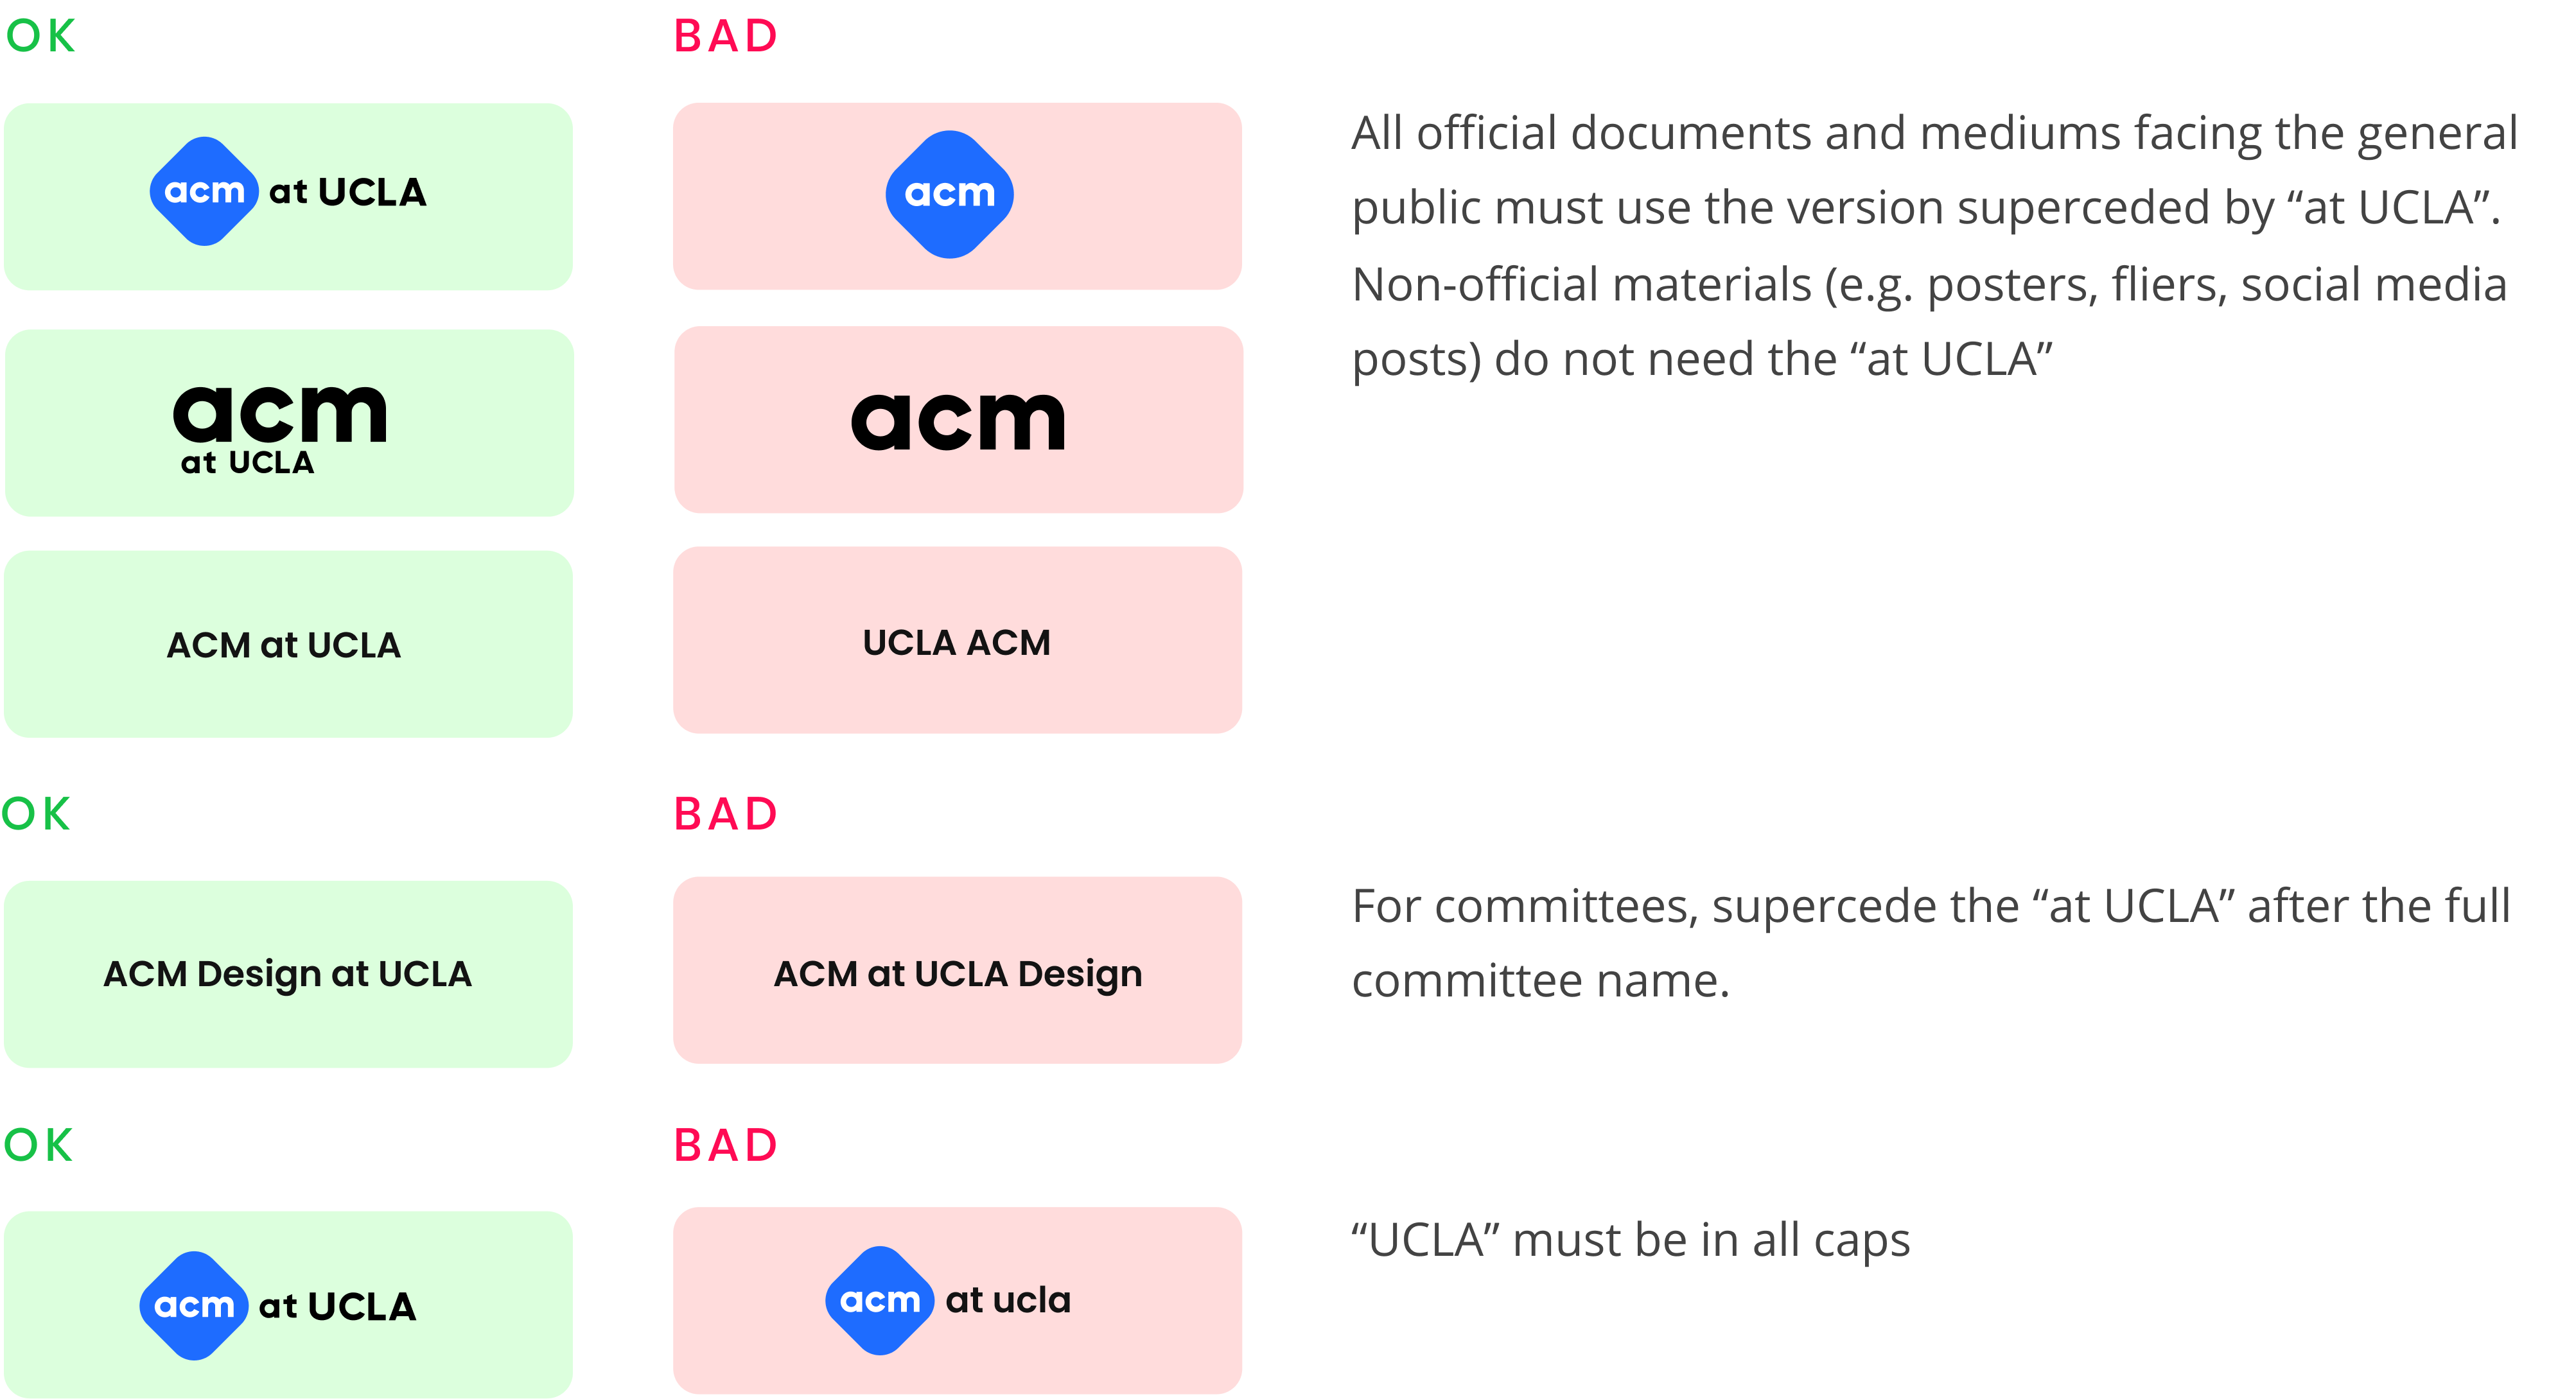 OK
BAD
acm at UCLA
acm
All official documents and mediums facing the general
public must use the version superceded by “at UCLA”.
Non-official materials (e.g. posters, fliers, social media
posts) do not need the “at UCLA”
acm
at UCLA
acm
ACM at UCLA
UCLA ACM
OK
BAD
ACM Design at UCLA
ACM at UCLA Design
For committees, supercede the “at UCLA” after the full
committee name.
OK
BAD
acm at UCLA
acm at ucla
“UCLA” must be in all caps